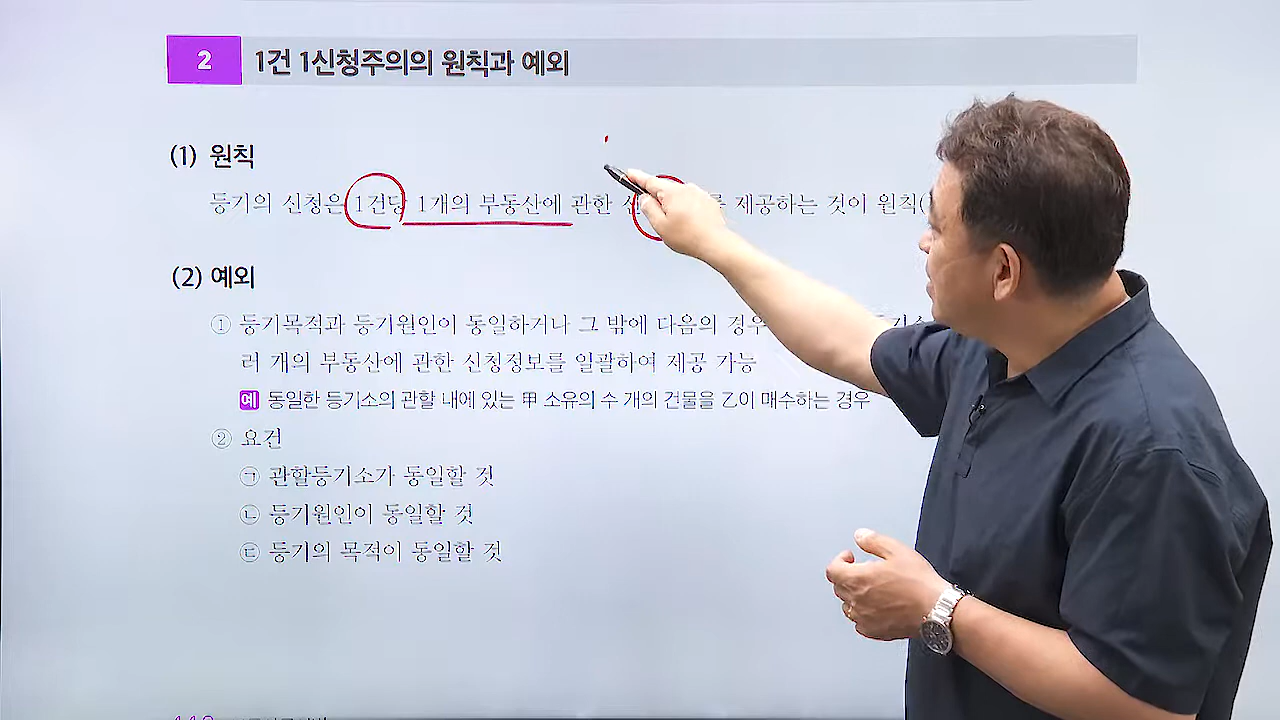 2 1건 1신청주의의 원칙과 예외
(1) 원칙
등기의 신청은 1건당 1개의 부동산에 관한 제공하는 것이 원칙
(2) 예외
① 등기목적과 등기원인이 동일하거나 그 밖에 다음의 경우
러 개의 부동산에 관한 신청정보를 일괄하여 제공 가능
예 동일한 등기소의 관할 내에 있는 甲 소유의 수 개의 건물을 乙이 매수하는 경우
② 요건
㉠ 관할등기소가 동일할 것
㉡ 등기원인이 동일할 것
㉢ 등기의 목적이 동일할 것